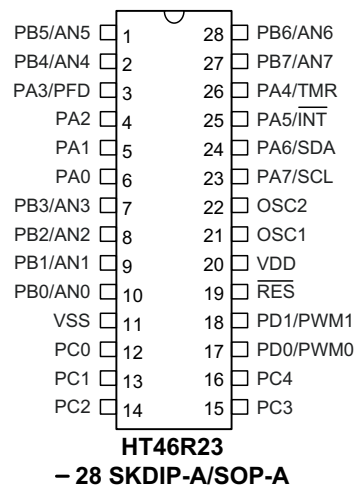 PB5/AN5 1 28 PB6/AN6
PB4/AN4 2 27 PB7/AN7
PA3/PFD 3 26 PA4/TMR
PA2 4 25 PA5/INT
PA1 5 24 PA6/SDA
PA0 6 23 PA7/SCL
PB3/AN3 7 22 OSC2
PB2/AN2 8 21 OSC1
PB1/AN1 9 20 VDD
PB0/AN0 10 19 RES
VSS 11 18 PD1/PWM1
PC0 12 17 PD0/PWM0
PC1 13 16 PC4
PC2 14 15 PC3
HT46R23
– 28 SKDIP-A/SOP-A